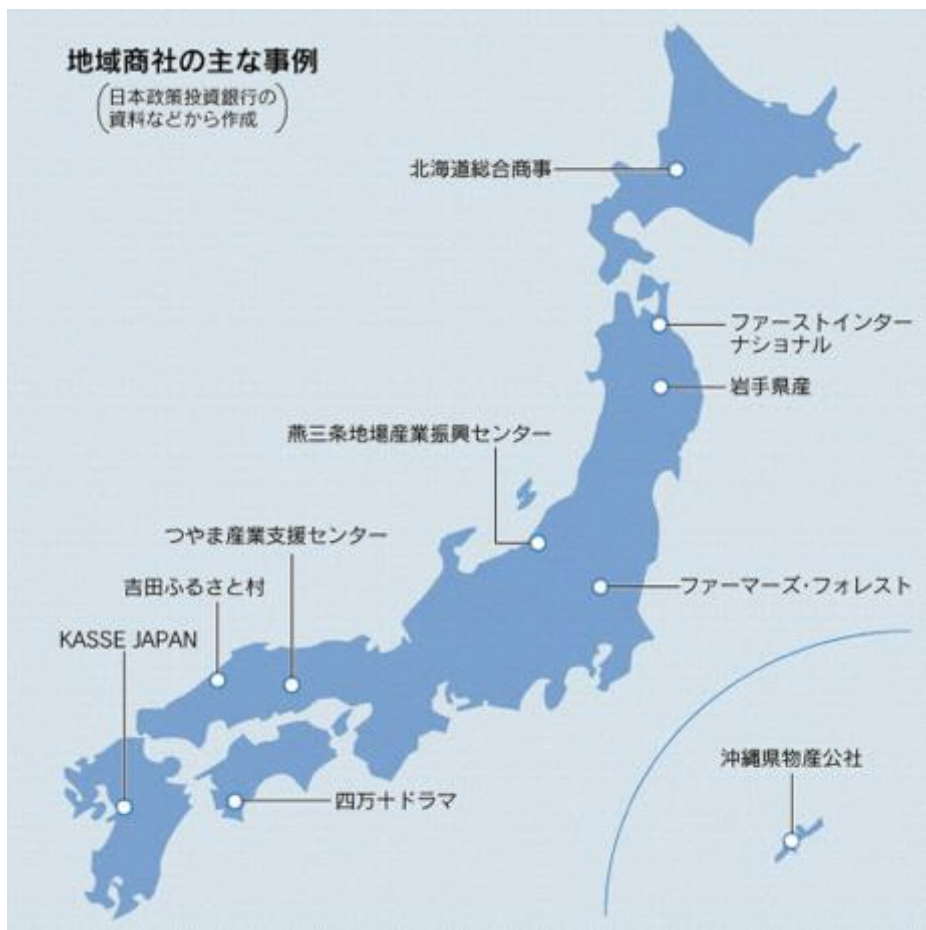 地域商社の主な事例
(日本政策投資銀行の
資料などから作成)
北海道総合商事
ファーストインター
ナショナル
岩手県産
燕三条地場産業振興センター
つやま産業支援センター
ファーマーズ・フォレスト
吉田ふるさと村
KASSE JAPAN
沖縄県物産公社
四万十ドラマ